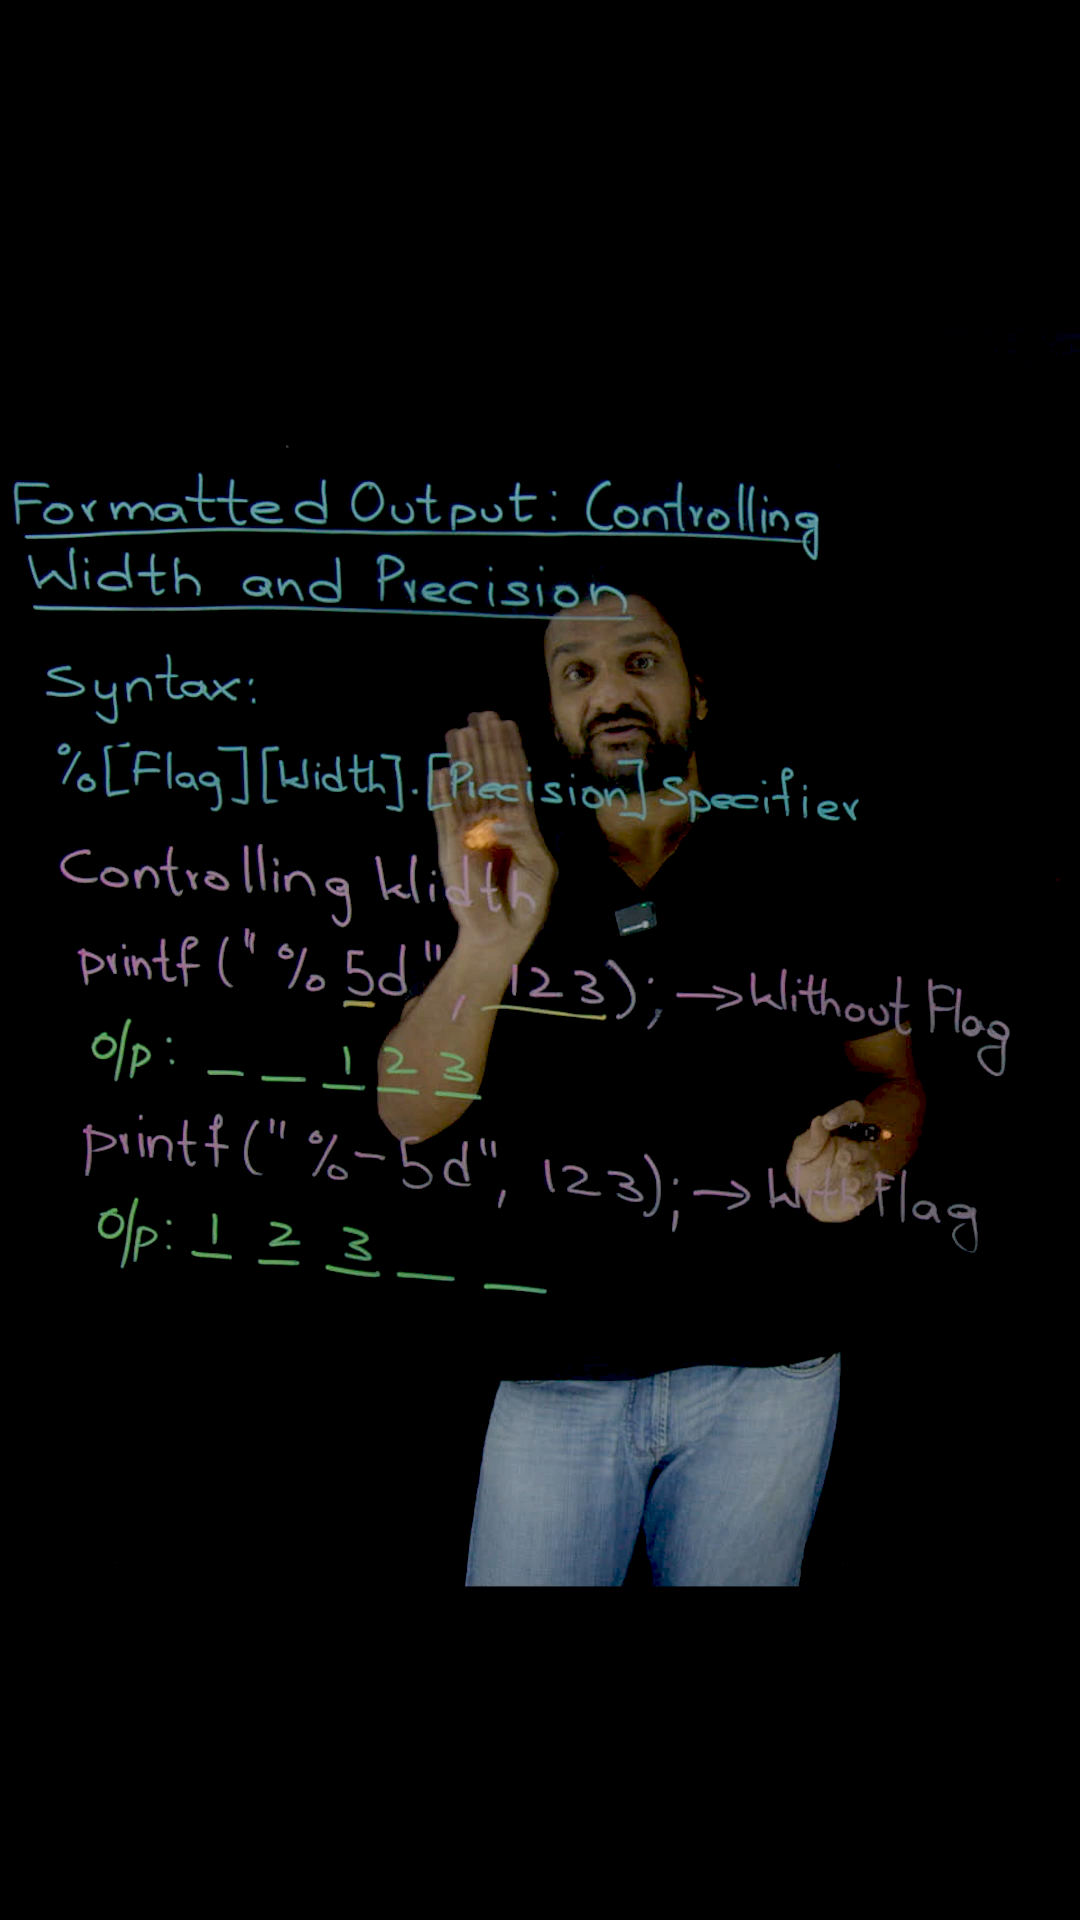 Formatted Output: Controlling
Width and Precision
Syntax:
%[Flag][Width].[Precision] Specifier
Controlling Width
printf("%5d", 123); → Without Flag
o/p: _ _ 1 2 3
printf("%-5d", 123); → With Flag
o/p: 1 2 3 _ _